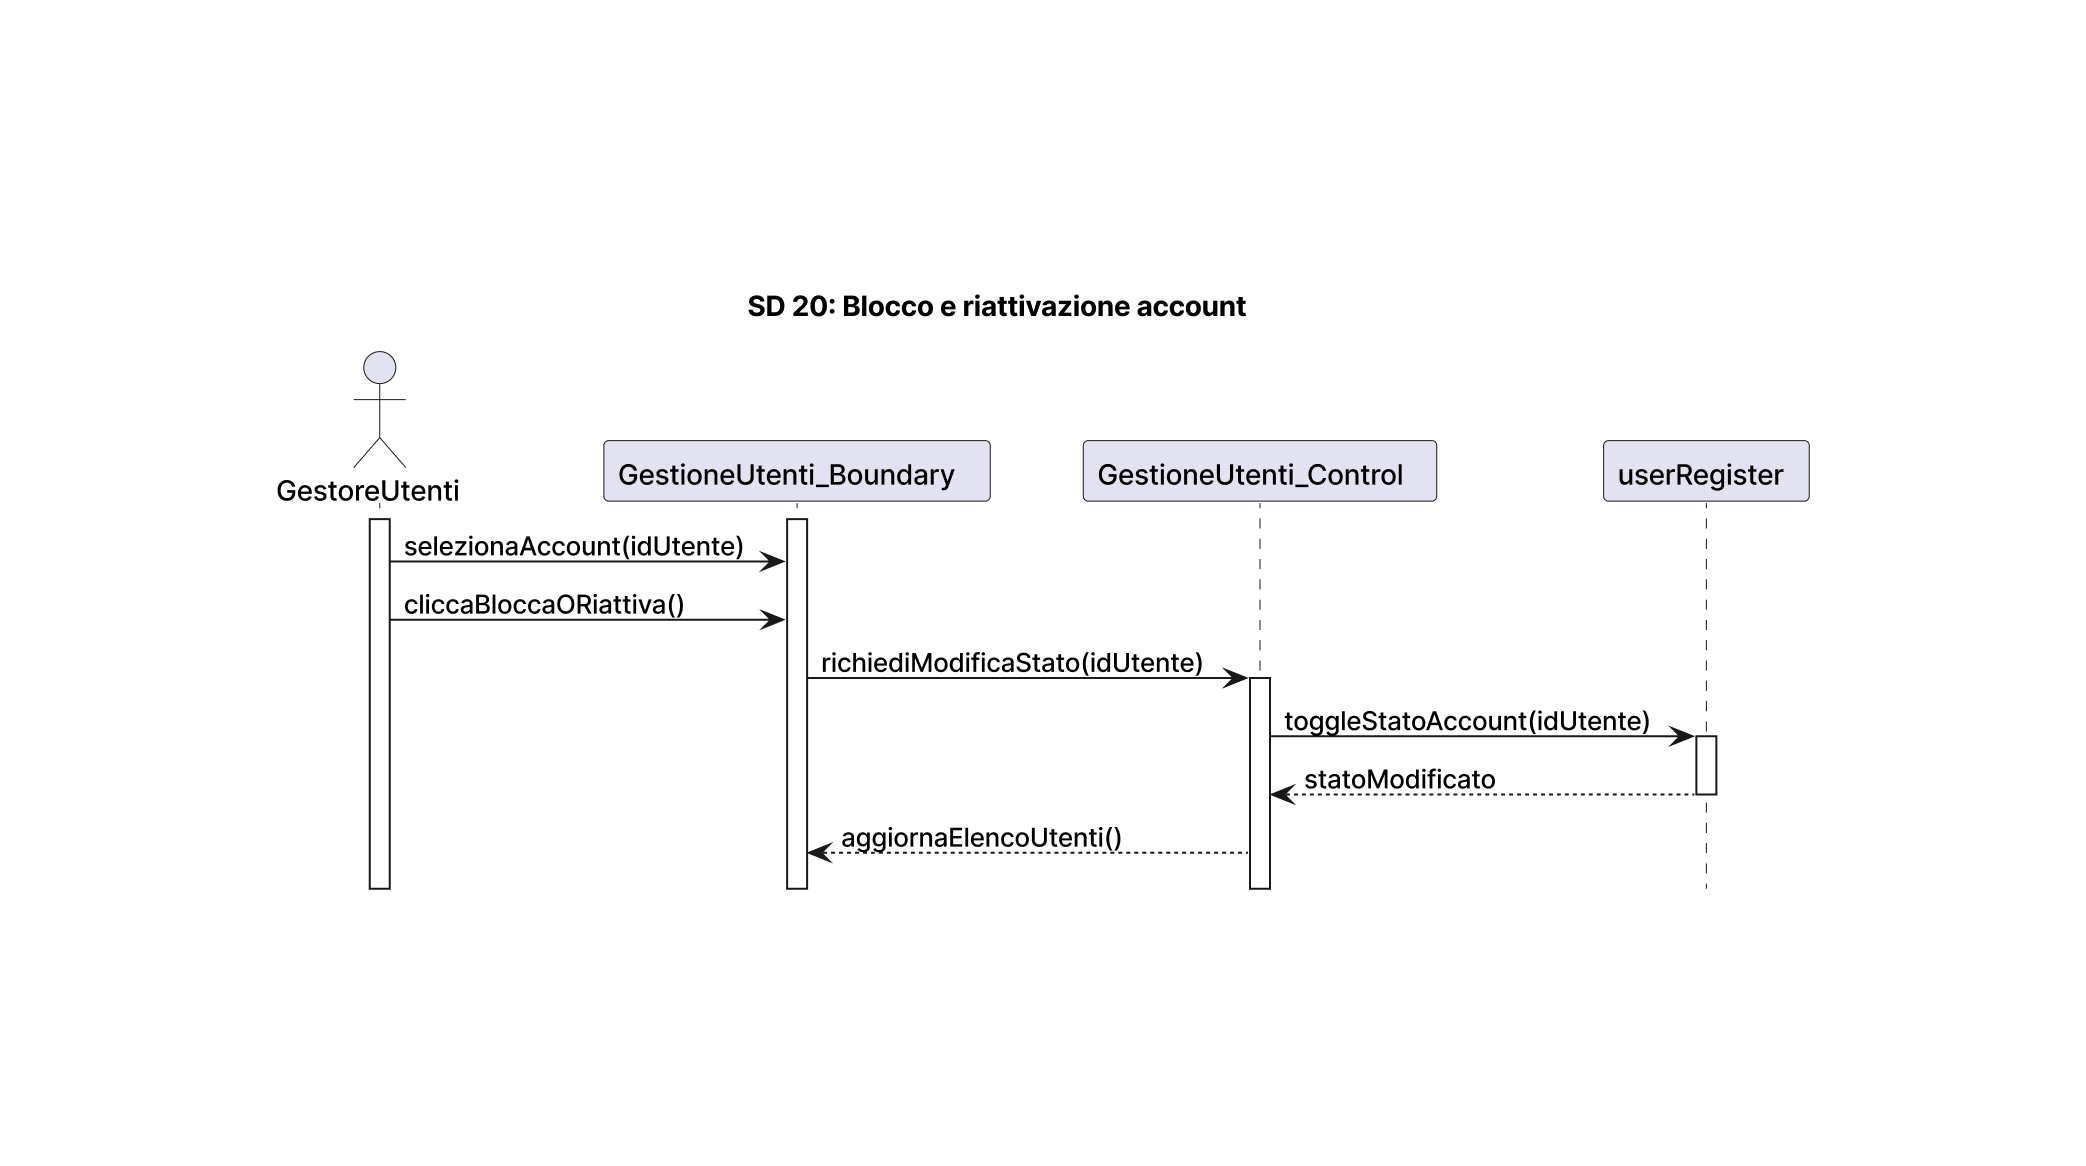 SD 20: Blocco e riattivazione account
GestoreUtenti
GestioneUtenti_Boundary
GestioneUtenti_Control
userRegister
selezionaAccount(idUtente)
cliccaBloccaORiattiva()
richiediModificaStato(idUtente)
toggleStatoAccount(idUtente)
statoModificato
aggiornaElencoUtenti()